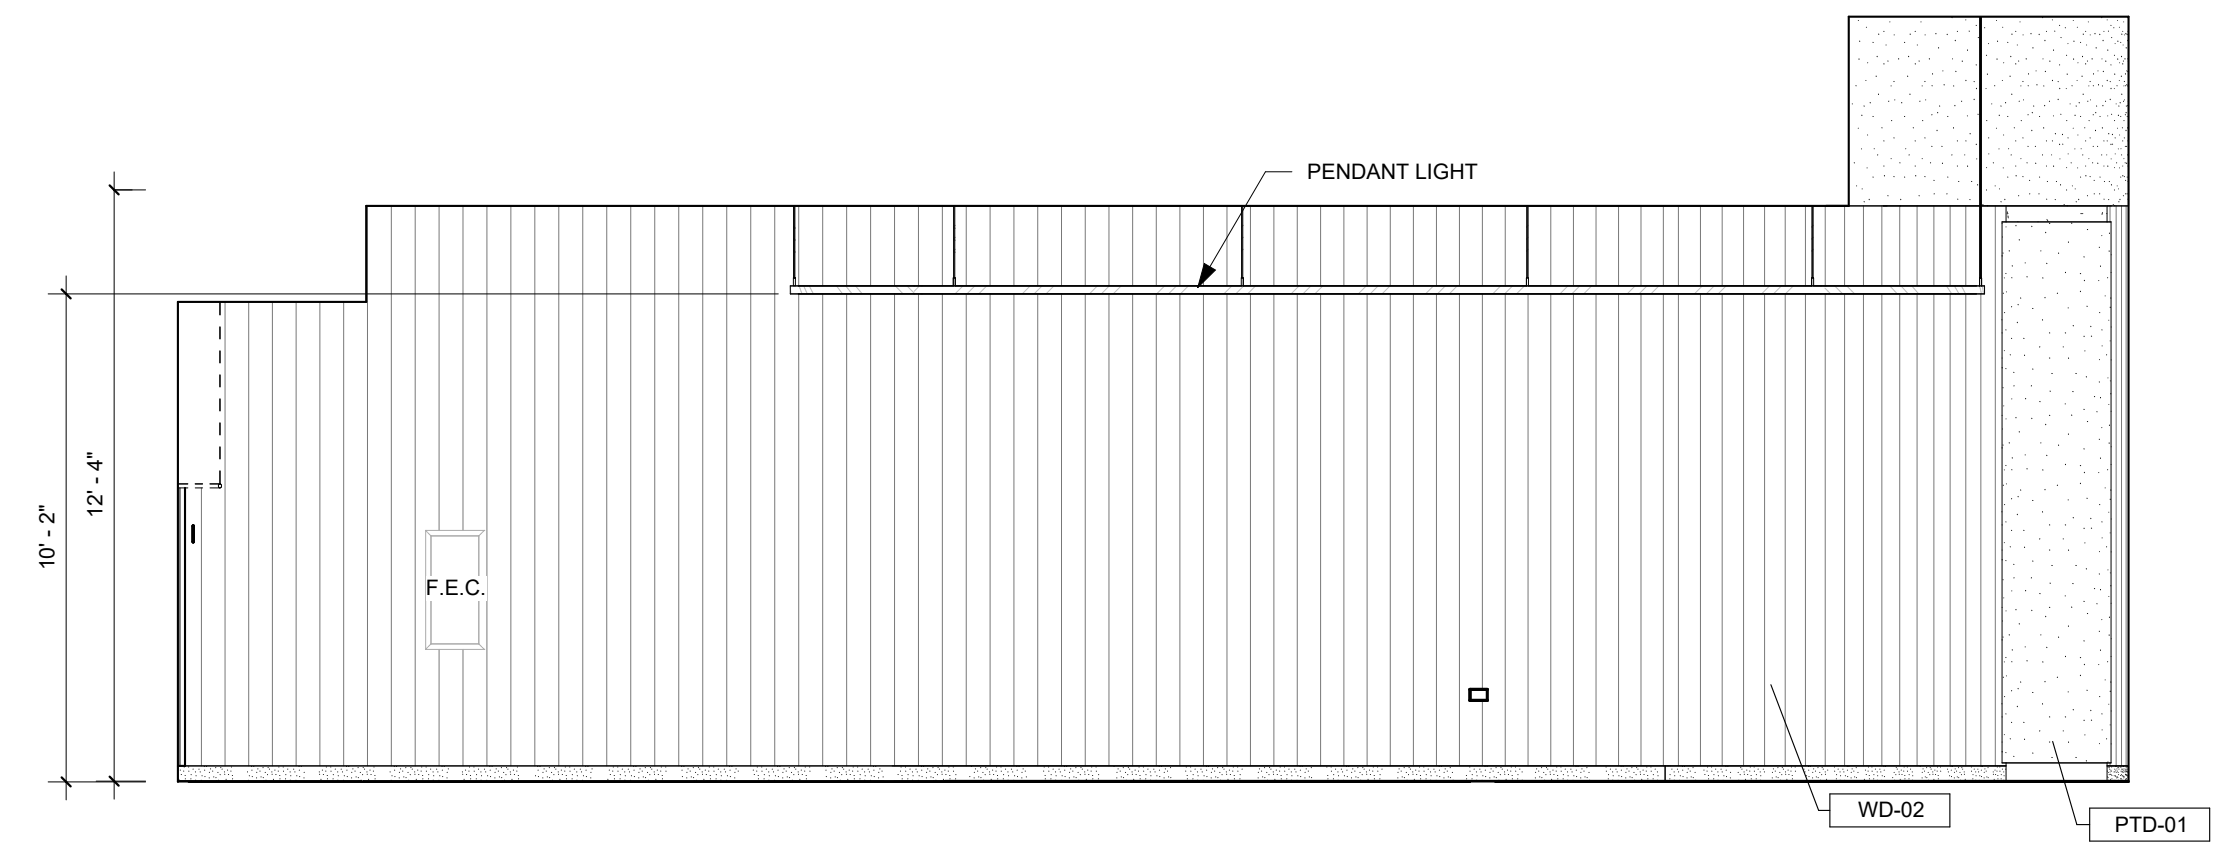 PENDANT LIGHT
12' - 4"
10' - 2"
F.E.C.
WD-02
PTD-01